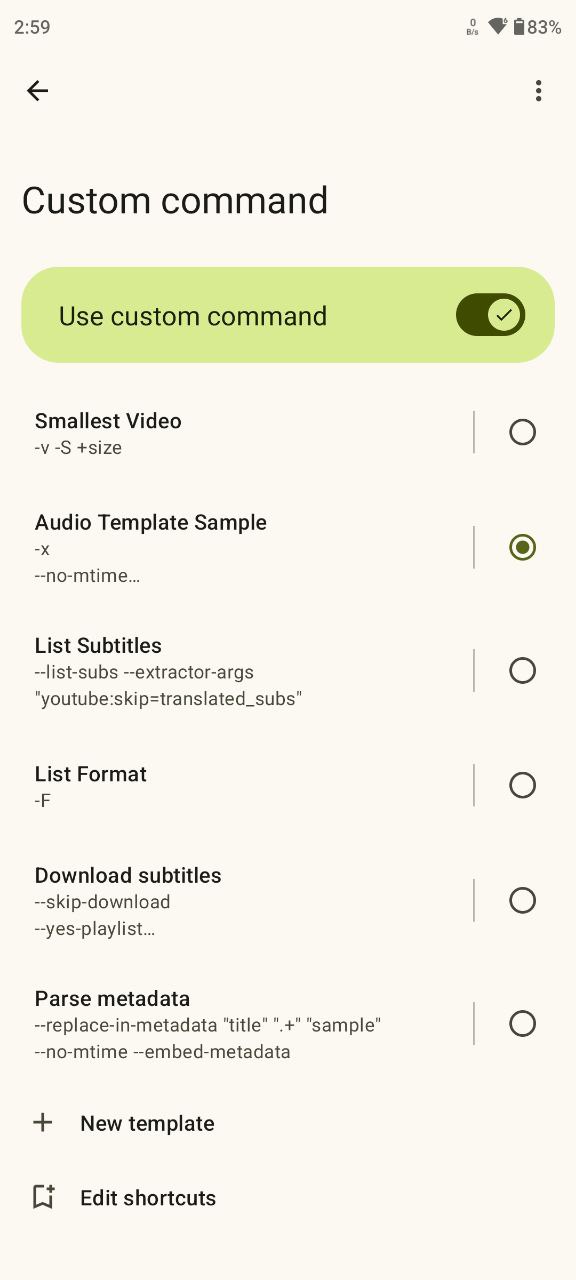 2:59
0
B/s
6
83%
Custom command
Use custom command
Smallest Video
-v -S +size
Audio Template Sample
-x
--no-mtime…
List Subtitles
--list-subs --extractor-args
"youtube:skip=translated_subs"
List Format
-F
Download subtitles
--skip-download
--yes-playlist…
Parse metadata
--replace-in-metadata "title" ".+" "sample"
--no-mtime --embed-metadata
New template
Edit shortcuts